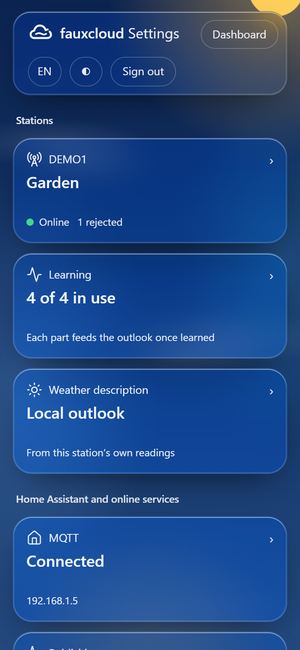 fauxcloud Settings
Dashboard
EN
Sign out
Stations
DEMO1
Garden
Online 1 rejected
Learning
4 of 4 in use
Each part feeds the outlook once learned
Weather description
Local outlook
From this station's own readings
Home Assistant and online services
MQTT
Connected
192.168.1.5